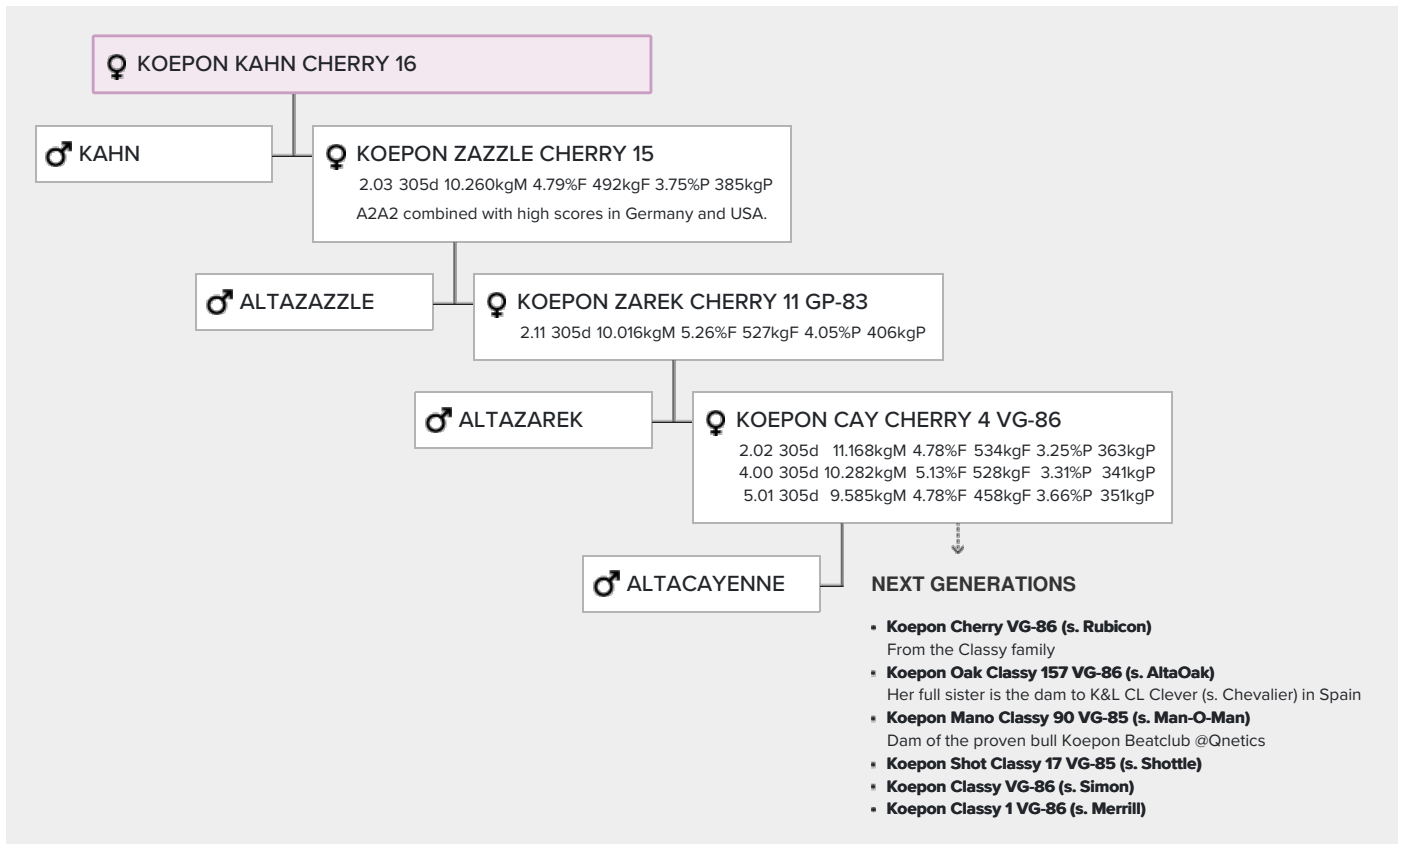 KOEPON KAHN CHERRY 16
KAHN
KOEPON ZAZZLE CHERRY 15
2.03 305d 10.260kgM 4.79%F 492kgF 3.75%P 385kgP
A2A2 combined with high scores in Germany and USA.
ALTAZAZZLE
KOEPON ZAREK CHERRY 11 GP-83
2.11 305d 10.016kgM 5.26%F 527kgF 4.05%P 406kgP
ALTAZAREK
KOEPON CAY CHERRY 4 VG-86
2.02 305d 11.168kgM 4.78%F 534kgF 3.25%P 363kgP
4.00 305d 10.282kgM 5.13%F 528kgF 3.31%P 341kgP
5.01 305d 9.585kgM 4.78%F 458kgF 3.66%P 351kgP
ALTACAYENNE
NEXT GENERATIONS
Koepon Cherry VG-86 (s. Rubicon)
From the Classy family
Koepon Oak Classy 157 VG-86 (s. AltaOak)
Her full sister is the dam to K&L CL Clever (s. Chevalier) in Spain
Koepon Mano Classy 90 VG-85 (s. Man-O-Man)
Dam of the proven bull Koepon Beatclub @Qnetics
Koepon Shot Classy 17 VG-85 (s. Shottle)
Koepon Classy VG-86 (s. Simon)
Koepon Classy 1 VG-86 (s. Merrill)